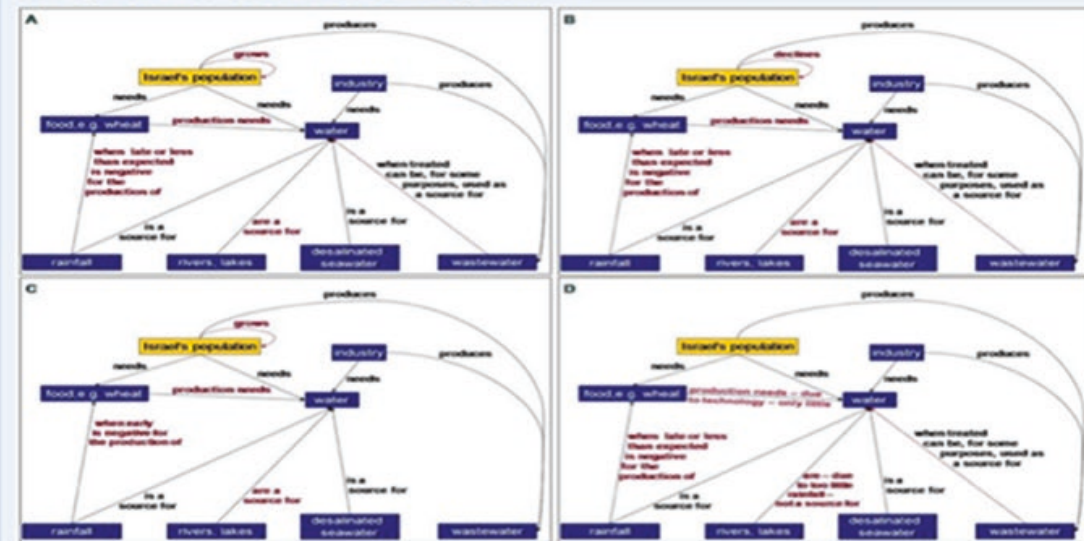 A
produces
grows
Israel's population
industry
produces
needs
needs
needs
food,e.g. wheat
production needs
water
when late or less
than expected
is negative
for the
production of
when treated
can be, for some
purposes, used as
a source for
is a
source for
are a
source for
is a
source for
rainfall
rivers, lakes
desalinated
seawater
wastewater
B
produces
declines
Israel's population
industry
produces
needs
needs
needs
food,e.g. wheat
production needs
water
when late or less
than expected
is negative
for the
production of
when treated
can be, for some
purposes, used as
a source for
is a
source for
are a
source for
is a
source for
rainfall
rivers, lakes
desalinated
seawater
wastewater
C
produces
grows
Israel's population
industry
produces
needs
needs
needs
food,e.g. wheat
production needs
water
when early
is negative for
the production of
is a
source for
are a
source for
is a
source for
rainfall
rivers, lakes
desalinated
seawater
wastewater
D
produces
Israel's population
industry
produces
needs
needs
needs
food,e.g. wheat
production needs – due
to technology – only little
water
when late or less
than expected
is negative
for the
production of
when treated
can be, for some
purposes, used as
a source for
is a
source for
are – due
to too little
rainfall –
not a source for
is a
source for
rainfall
rivers, lakes
desalinated
seawater
wastewater